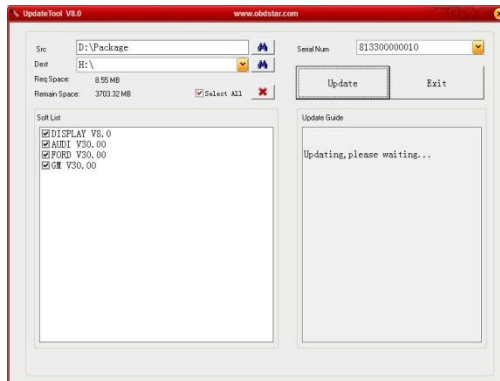 UpdateTool V8.0 www.obdstar.com
Src D:\Package Serial Num 813300000010
Dest H:\
Req Space: 8.55 MB
Remain Space: 3703.32 MB Select All
Update Exit
Soft List Update Guide
DISPLAY V8.0
AUDI V30.00
FORD V30.00
GM V30.00
Updating,please waiting...